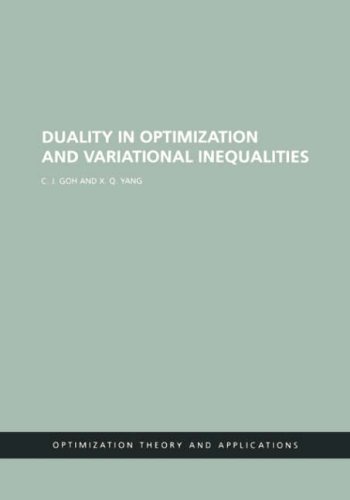 DUALITY IN OPTIMIZATION
AND VARIATIONAL INEQUALITIES
C. J. GOH AND X. Q. YANG
OPTIMIZATION THEORY AND APPLICATIONS